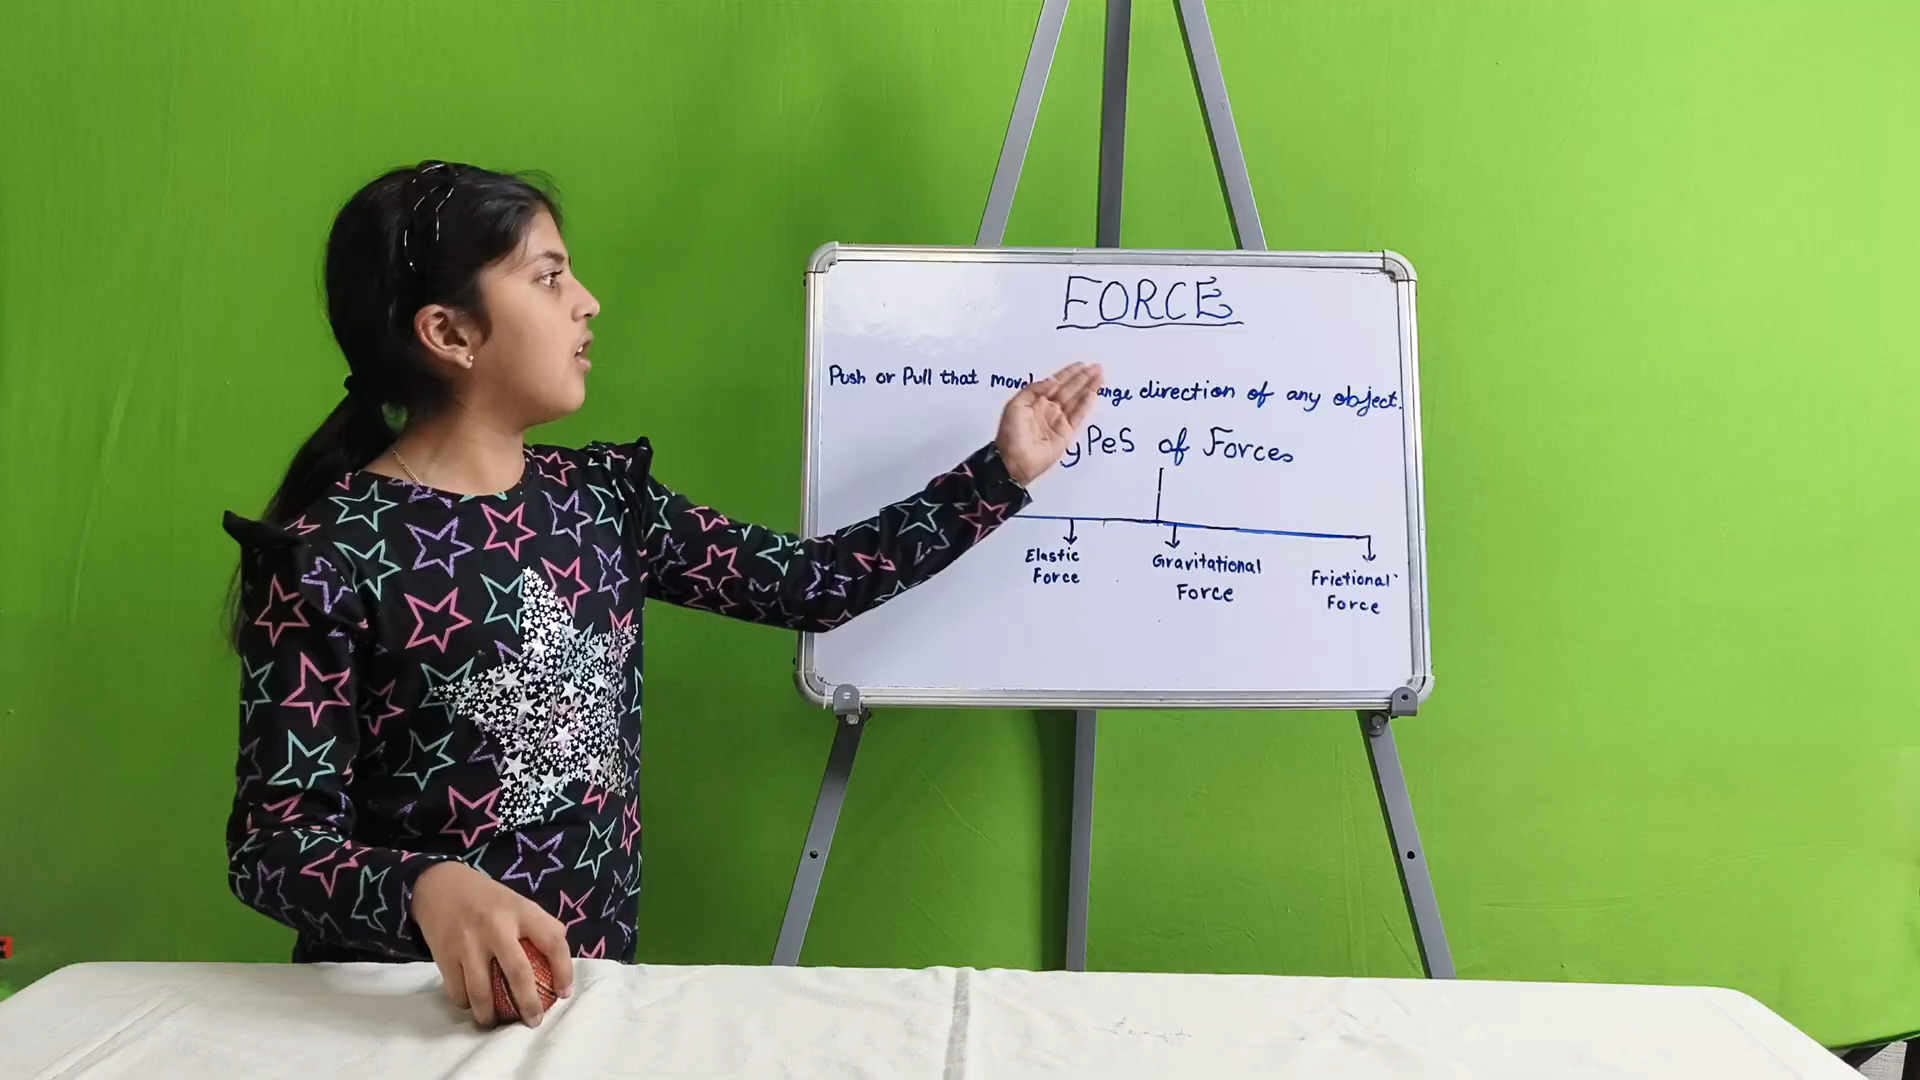 FORCE
Push or Pull that direction of any object.
of Forces
Elastic Gravitational Frictional
Force Force Force